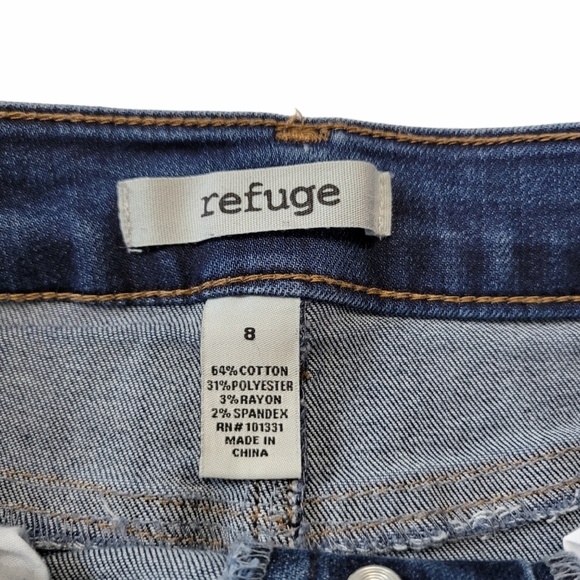 refuge
8
64% COTTON
31% POLYESTER
3% RAYON
2% SPANDEX
RN# 101331
MADE IN
CHINA